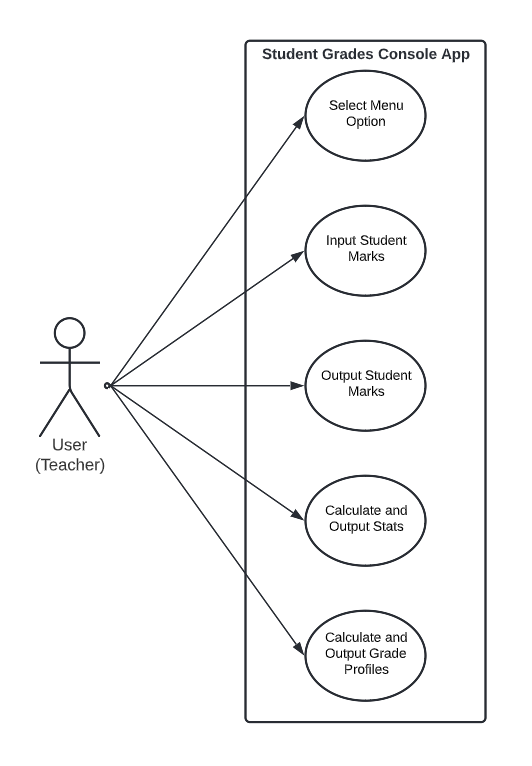 Student Grades Console App
Select Menu
Option
Input Student
Marks
Output Student
Marks
User
(Teacher)
Calculate and
Output Stats
Calculate and
Output Grade
Profiles